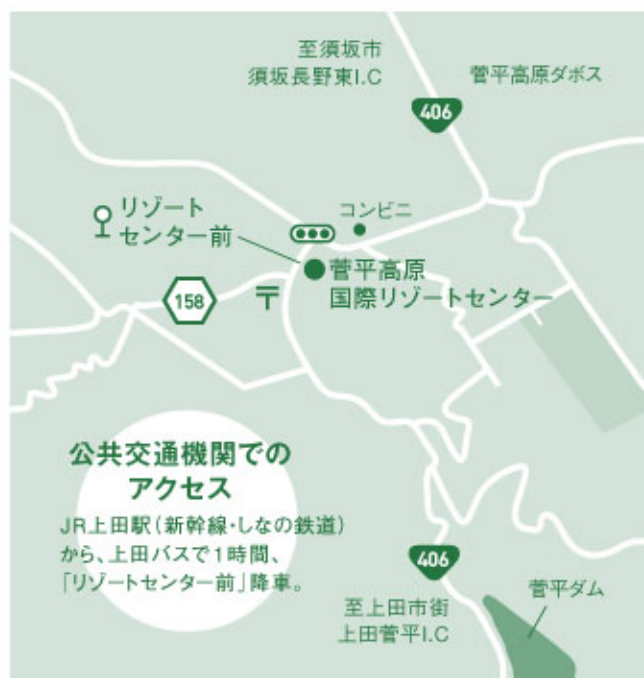 至須坂市
須坂長野東I.C
菅平高原ダボス
406
リゾート
センター前
コンビニ
菅平高原
国際リゾートセンター
158
〒
公共交通機関での
アクセス
JR上田駅(新幹線・しなの鉄道)
から、上田バスで1時間、
「リゾートセンター前」降車。
406
至上田市街
上田菅平I.C
菅平ダム